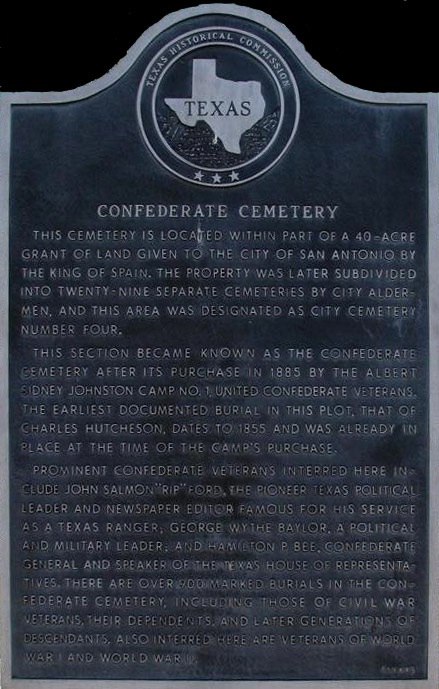 TEXAS HISTORICAL COMMISSION
TEXAS
CONFEDERATE CEMETERY
THIS CEMETERY IS LOCATED WITHIN PART OF A 40-ACRE
GRANT OF LAND GIVEN TO THE CITY OF SAN ANTONIO BY
THE KING OF SPAIN. THE PROPERTY WAS LATER SUBDIVIDED
INTO TWENTY-NINE SEPARATE CEMETERIES BY CITY ALDER-
MEN, AND THIS AREA WAS DESIGNATED AS CITY CEMETERY
NUMBER FOUR.
THIS SECTION BECAME KNOWN AS THE CONFEDERATE
CEMETERY AFTER ITS PURCHASE IN 1885 BY THE ALBERT
SIDNEY JOHNSTON CAMP NO. 1, UNITED CONFEDERATE VETERANS.
THE EARLIEST DOCUMENTED BURIAL IN THIS PLOT, THAT OF
CHARLES HUTCHESON, DATES TO 1855 AND WAS ALREADY IN
PLACE AT THE TIME OF THE CAMP'S PURCHASE.
PROMINENT CONFEDERATE VETERANS INTERRED HERE IN-
CLUDE JOHN SALMON "RIP" FORD, THE PIONEER TEXAS POLITICAL
LEADER AND NEWSPAPER EDITOR FAMOUS FOR HIS SERVICE
AS A TEXAS RANGER; GEORGE WYTHE BAYLOR, A POLITICAL
AND MILITARY LEADER; AND HAMILTON P. BEE, CONFEDERATE
GENERAL AND SPEAKER OF THE TEXAS HOUSE OF REPRESENTA-
TIVES. THERE ARE OVER 900 MARKED BURIALS IN THE CON-
FEDERATE CEMETERY, INCLUDING THOSE OF CIVIL WAR
VETERANS, THEIR DEPENDENTS, AND LATER GENERATIONS OF
DESCENDANTS. ALSO INTERRED HERE ARE VETERANS OF WORLD
WAR I AND WORLD WAR II.